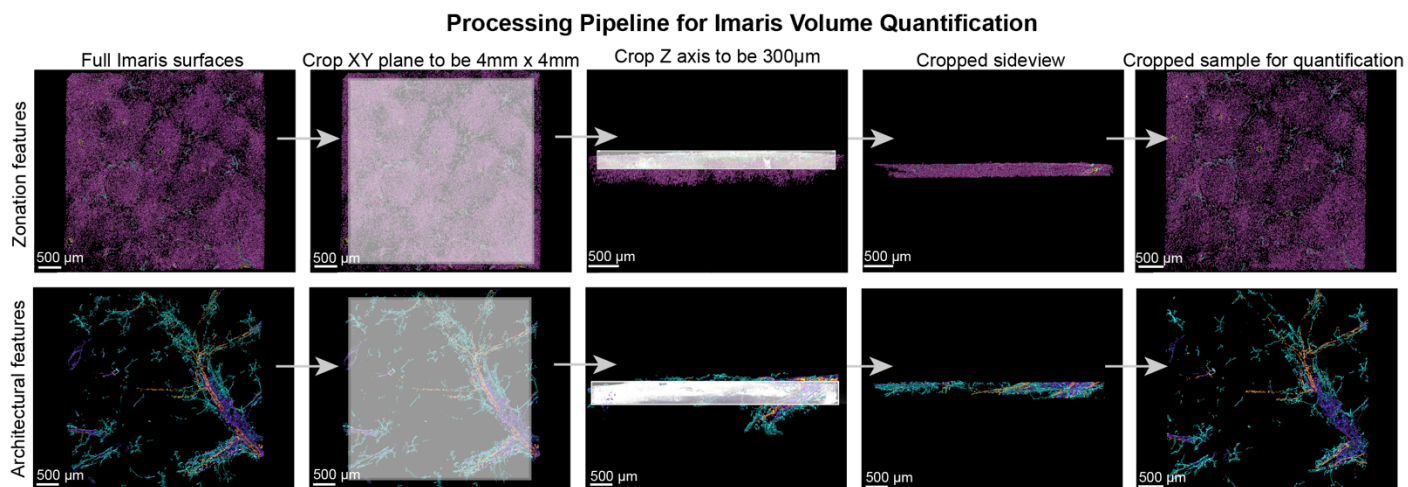 Processing Pipeline for Imaris Volume Quantification
Full Imaris surfaces
Crop XY plane to be 4mm x 4mm
Crop Z axis to be 300µm
Cropped sideview
Cropped sample for quantification
Zonation features
500 µm
500 µm
500 µm
500 µm
500 µm
Architectural features
500 µm
500 µm
500 µm
500 µm
500 µm